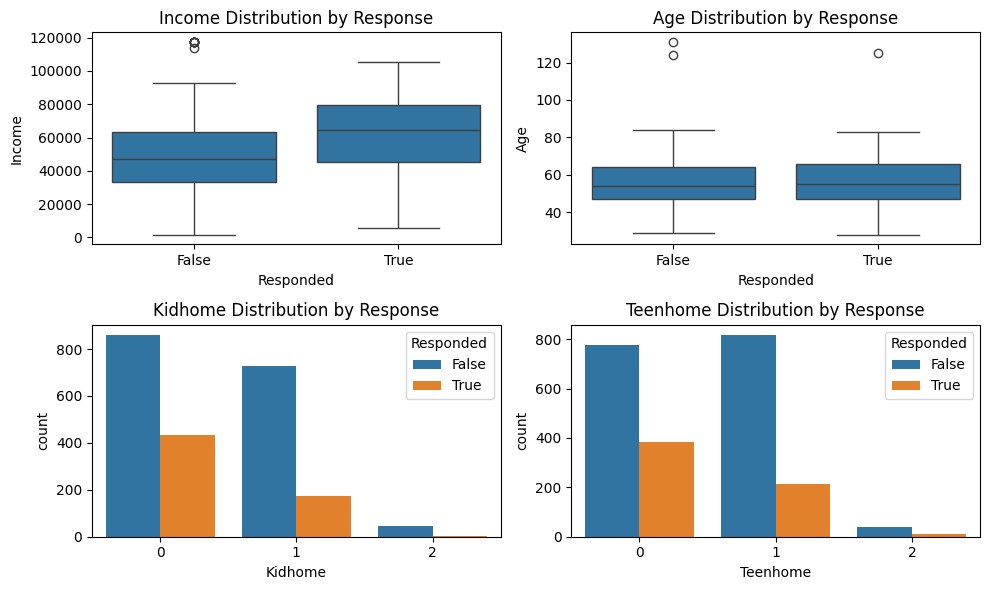 Income Distribution by Response
120000
100000
80000
60000
40000
20000
0
Income
False
True
Responded
Age Distribution by Response
120
100
80
60
40
Age
False
True
Responded
Kidhome Distribution by Response
800
600
400
200
0
count
Responded
False
True
0
1
2
Kidhome
Teenhome Distribution by Response
800
600
400
200
0
count
Responded
False
True
0
1
2
Teenhome